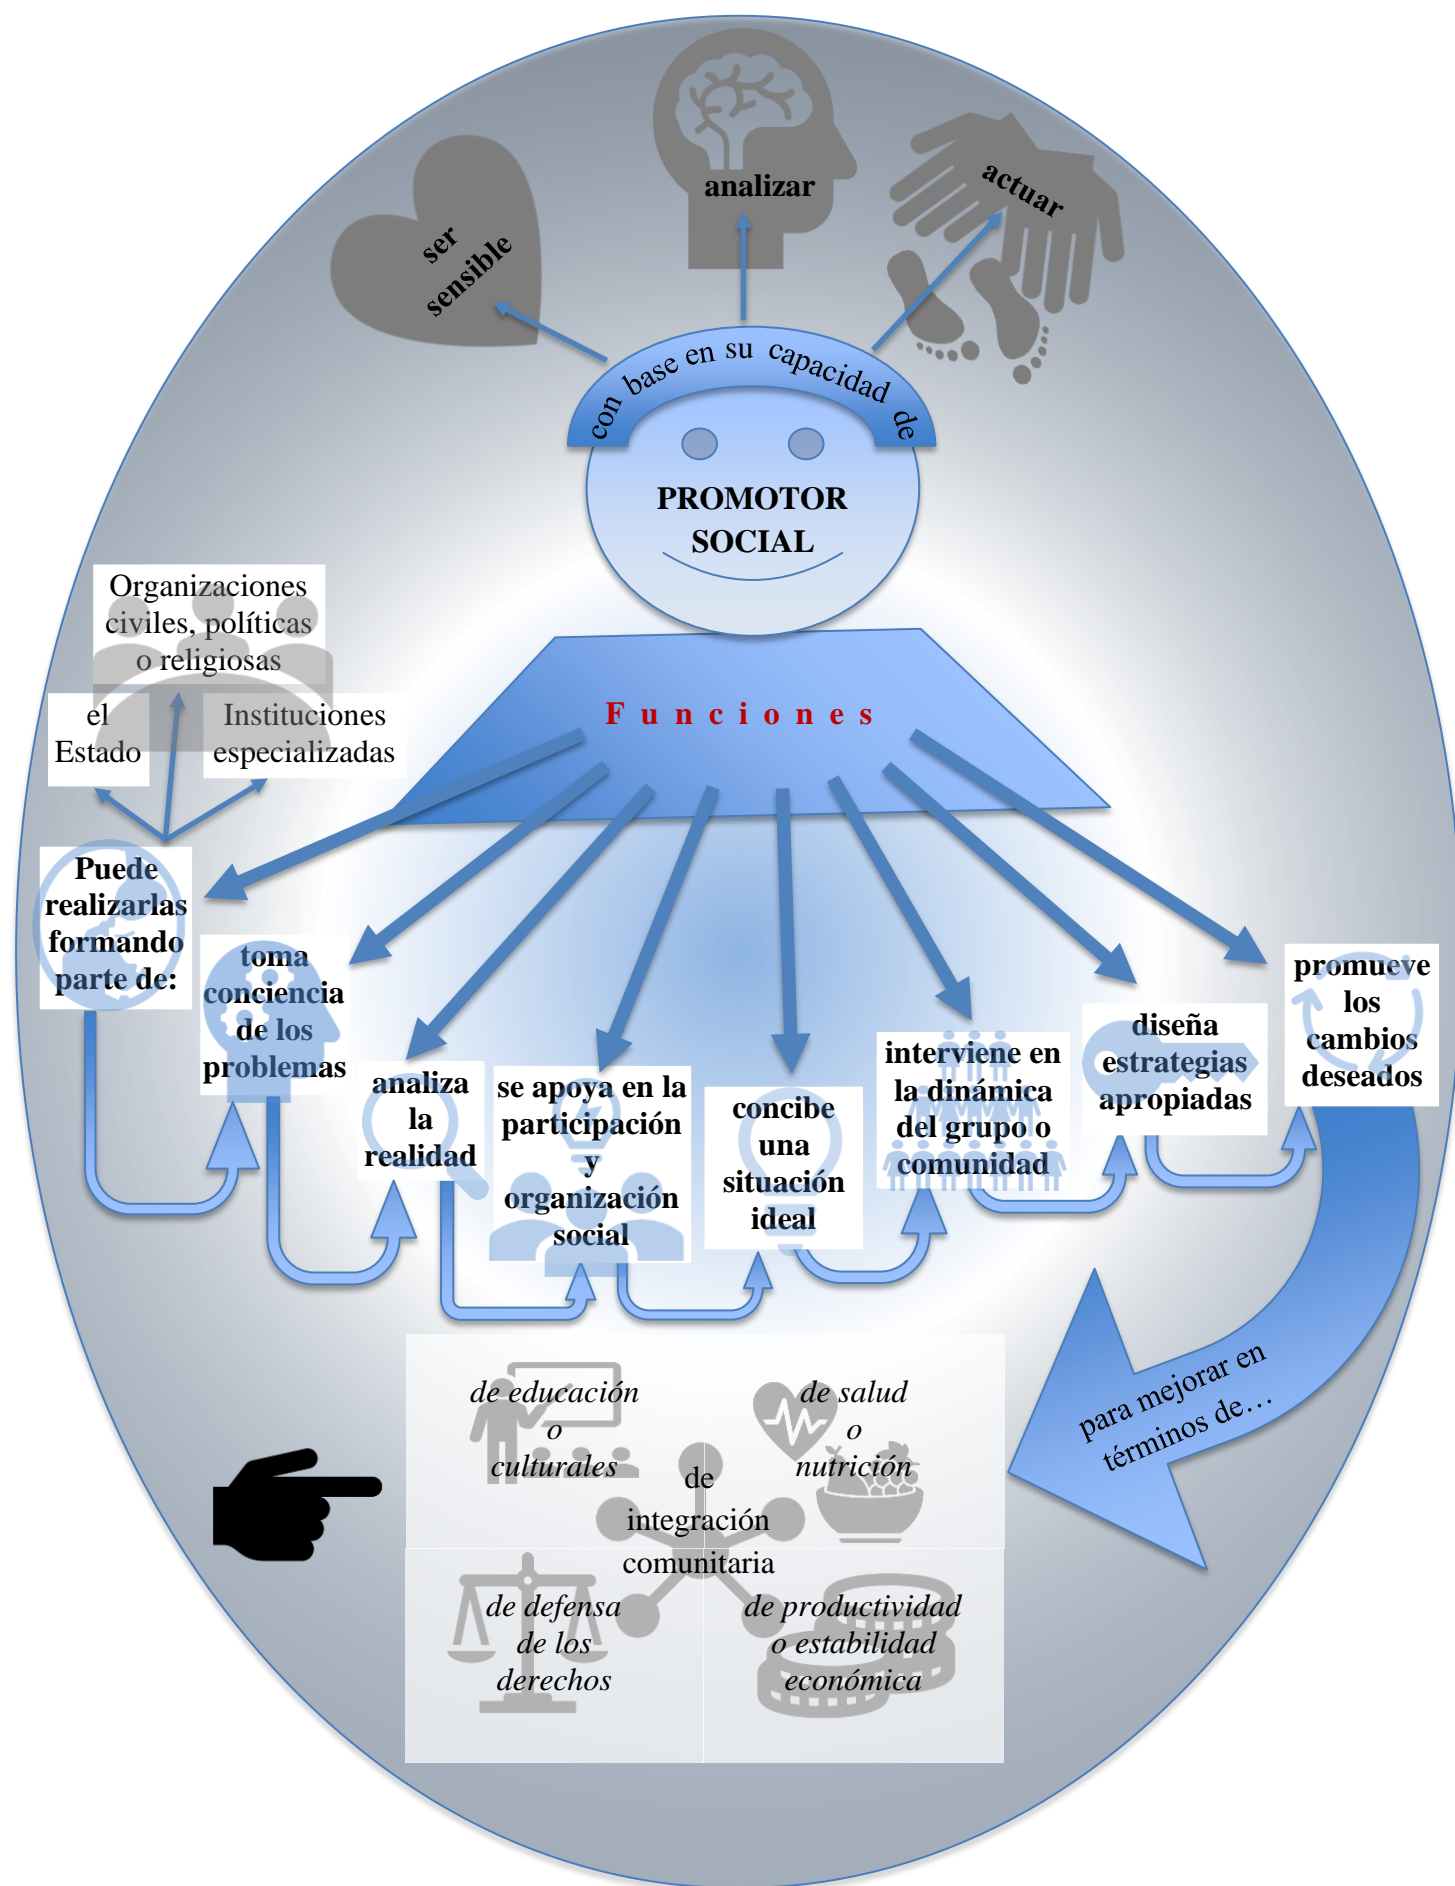 analizar
actuar
ser
sensible
con base en su capacidad de
PROMOTOR
SOCIAL
Organizaciones
civiles, políticas
o religiosas
el
Estado
Instituciones
especializadas
Funciones
Puede
realizarlas
formando
parte de:
toma
conciencia
de los
problemas
analiza
la
realidad
se apoya en la
participación
y
organización
social
concibe
una
situación
ideal
interviene en
la dinámica
del grupo o
comunidad
diseña
estrategias
apropiadas
promueve
los
cambios
deseados
para mejorar en
términos de…
de educación
o
culturales
de salud
o
nutrición
de
integración
comunitaria
de defensa
de los
derechos
de productividad
o estabilidad
económica